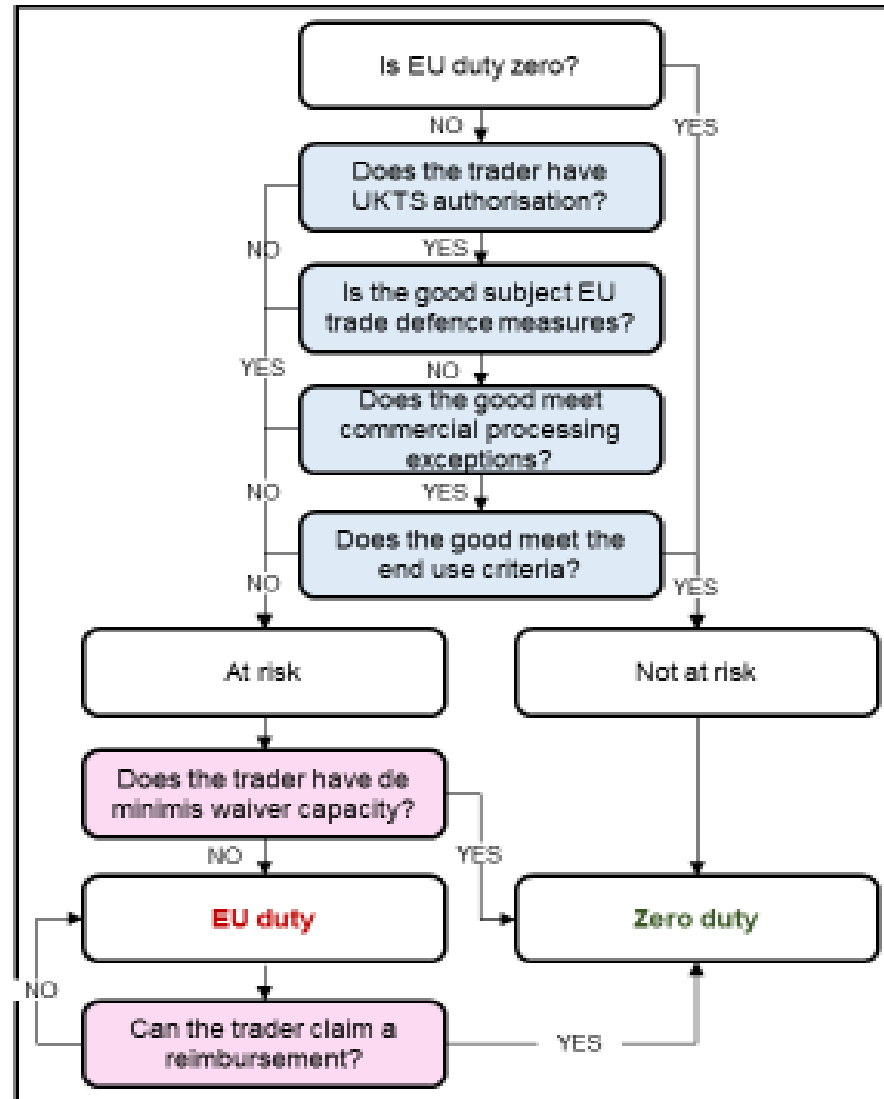 Is EU duty zero?
NO
YES
Does the trader have
UKTS authorisation?
NO
YES
Is the good subject EU
trade defence measures?
YES
NO
Does the good meet
commercial processing
exceptions?
NO
YES
Does the good meet the
end use criteria?
NO
YES
At risk
Not at risk
Does the trader have de
minimis waiver capacity?
NO
YES
EU duty
Zero duty
NO
Can the trader claim a
reimbursement?
YES